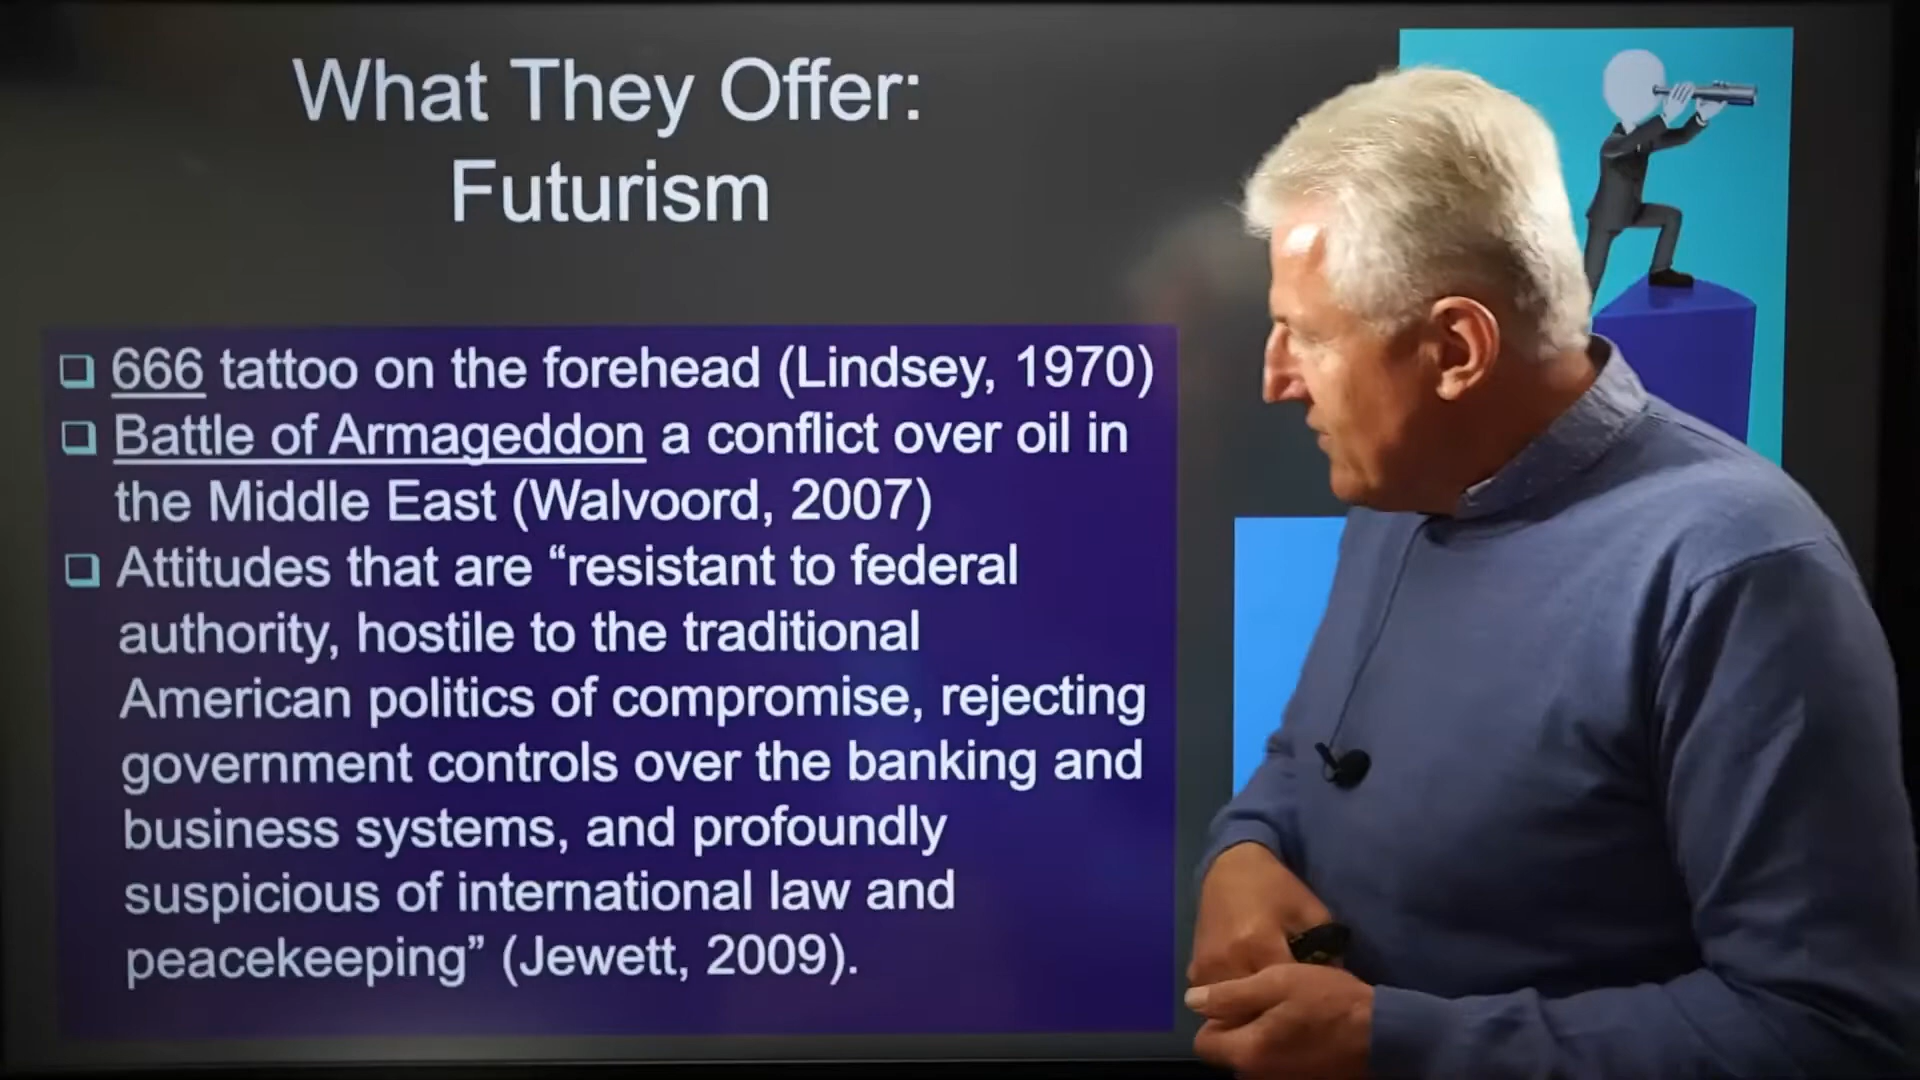 What They Offer:
Futurism
666 tattoo on the forehead (Lindsey, 1970)
Battle of Armageddon a conflict over oil in
the Middle East (Walvoord, 2007)
Attitudes that are “resistant to federal
authority, hostile to the traditional
American politics of compromise, rejecting
government controls over the banking and
business systems, and profoundly
suspicious of international law and
peacekeeping” (Jewett, 2009).